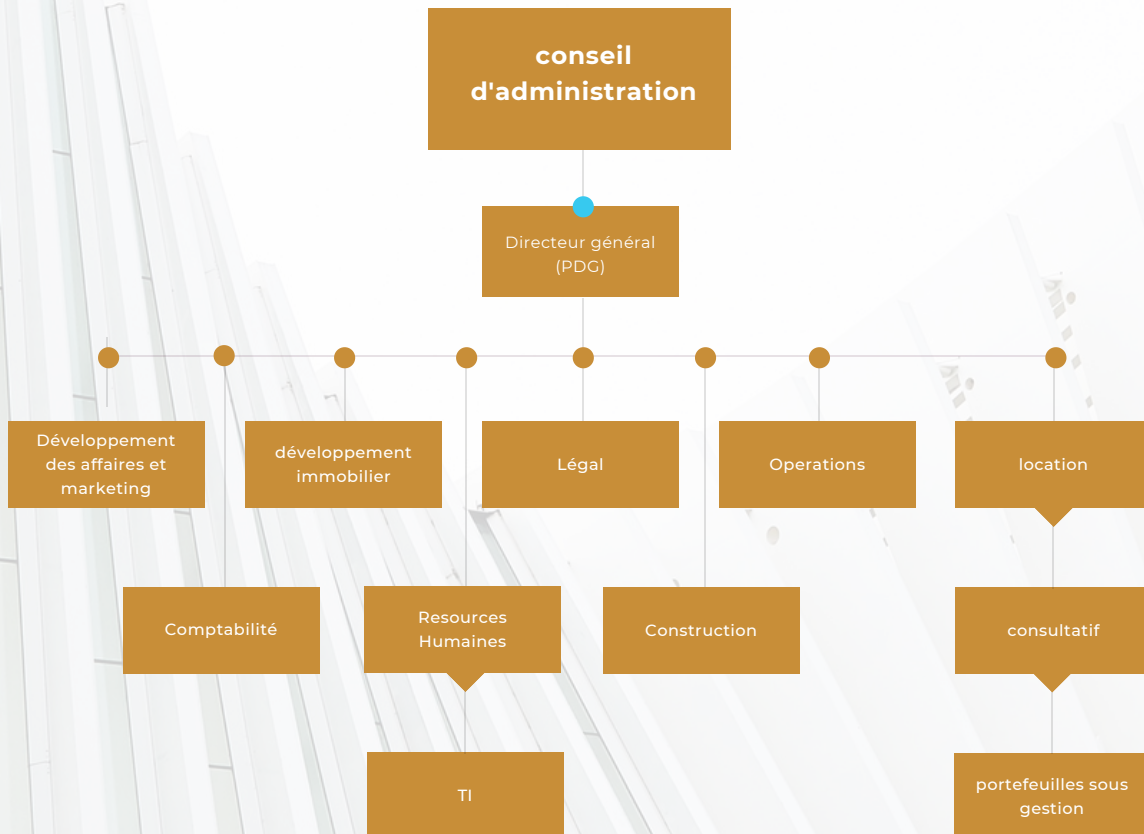 conseil
d'administration
Directeur général
(PDG)
Développement
des affaires et
marketing
développement
immobilier
Légal
Operations
location
Comptabilité
Resources
Humaines
Construction
consultatif
TI
portefeuilles sous
gestion